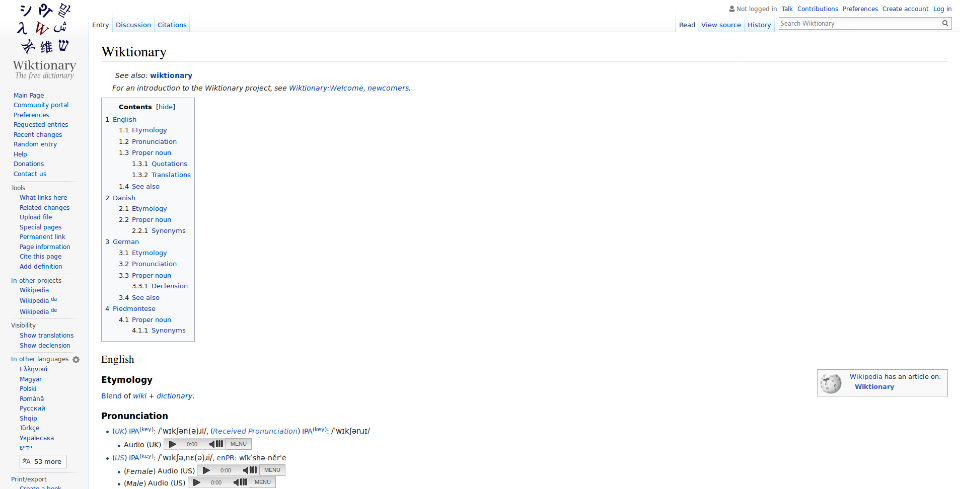 Not logged in Talk Contributions Preferences Create account Log in
Entry Discussion Citations Read View source History Search Wiktionary
Wiktionary
The free dictionary
Main Page
Community portal
Preferences
Requested entries
Recent changes
Random entry
Help
Donations
Contact us
Tools
What links here
Related changes
Upload file
Special pages
Permanent link
Page information
Cite this page
Add definition
In other projects
Wikipedia
Wikipedia de
Wikipedia de
Visibility
Show translations
Show declension
In other languages
Ελληνικά
Magyar
Polski
Română
Русский
Shqip
Türkçe
Українська
ייִדיש
53 more
Print/export
Create a book
Wiktionary
See also: wiktionary
For an introduction to the Wiktionary project, see Wiktionary:Welcome, newcomers.
Contents [hide]
1 English
1.1 Etymology
1.2 Pronunciation
1.3 Proper noun
1.3.1 Quotations
1.3.2 Translations
1.4 See also
2 Danish
2.1 Etymology
2.2 Proper noun
2.2.1 Synonyms
3 German
3.1 Etymology
3.2 Pronunciation
3.3 Proper noun
3.3.1 Declension
3.4 See also
4 Piedmontese
4.1 Proper noun
4.1.1 Synonyms
English
Etymology
Blend of wiki + dictionary.
Wikipedia has an article on:
Wiktionary
Pronunciation
• (UK) IPA(key): /ˈwɪkʃən(ə)ɹi/, (Received Pronunciation) IPA(key): /ˈwɪkʃənɹɪ/
• Audio (UK) 0:00 MENU
• (US) IPA(key): /ˈwɪkʃəˌnɛ(ə)ɹi/, enPR: wĭkʹshə-nĕrʹe
• (Female) Audio (US) 0:00 MENU
• (Male) Audio (US) 0:00 MENU